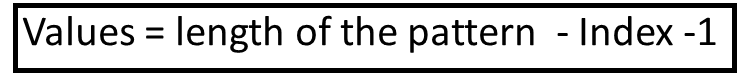 Values = length of the pattern  - Index -1